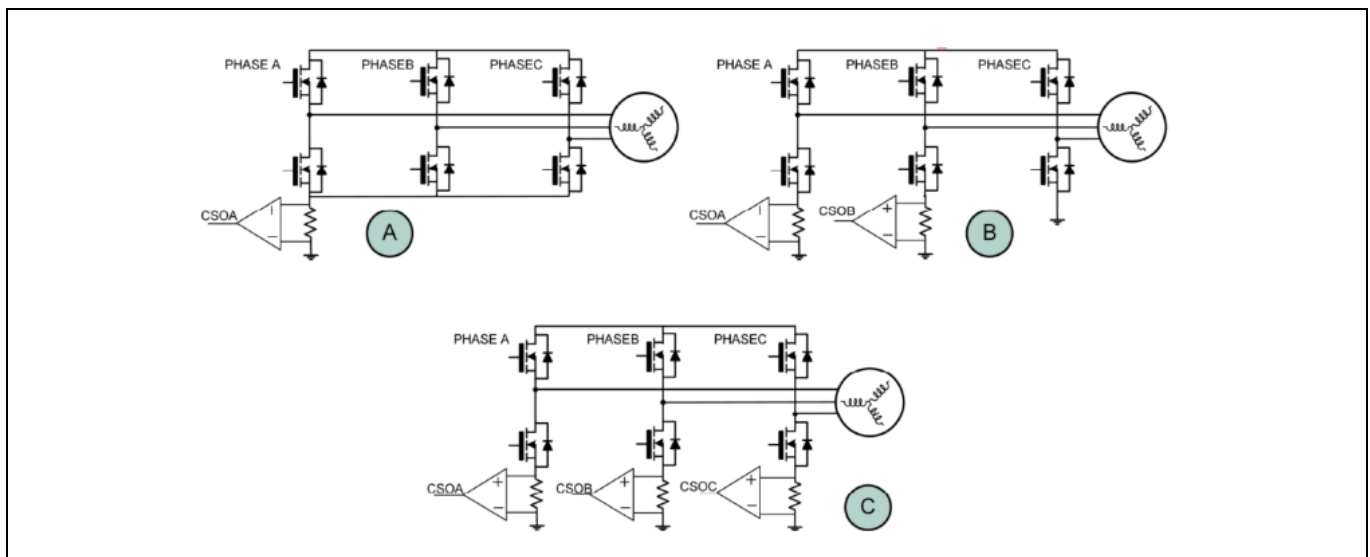 PHASE A PHASEB PHASEC
CSOA
A
PHASE A PHASEB PHASEC
CSOA CSOB
B
PHASE A PHASEB PHASEC
CSOA CSOB CSOC
C